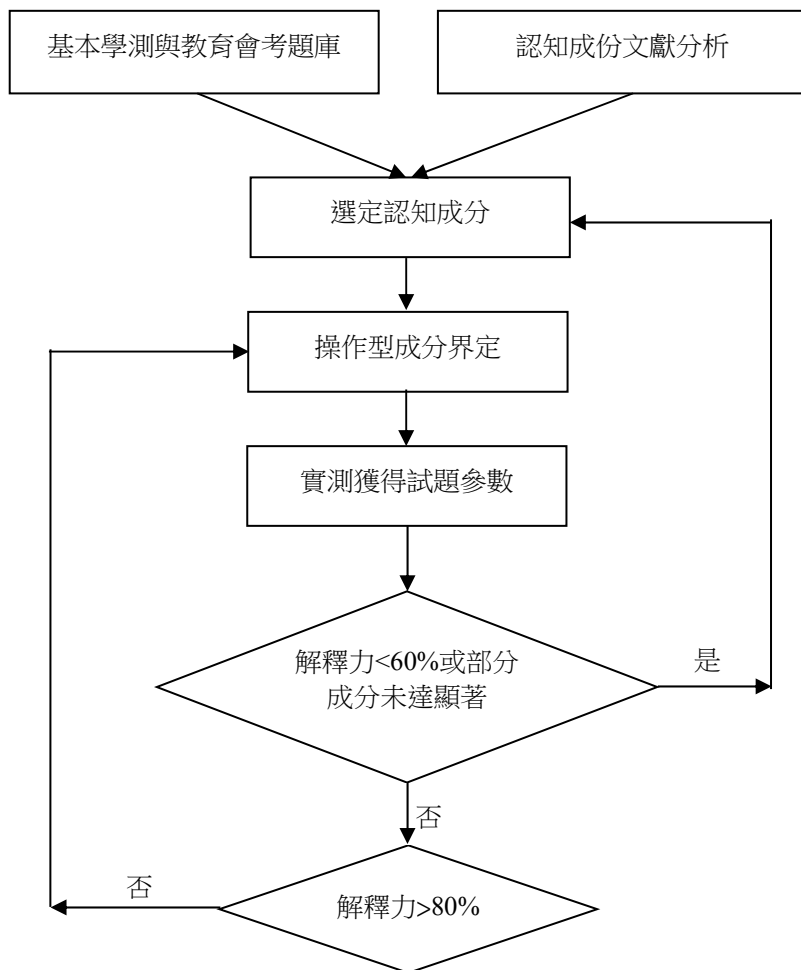 基本學測與教育會考題庫
認知成份文獻分析
選定認知成分
操作型成分界定
實測獲得試題參數
解釋力<60%或部分
成分未達顯著
是
否
否
解釋力>80%